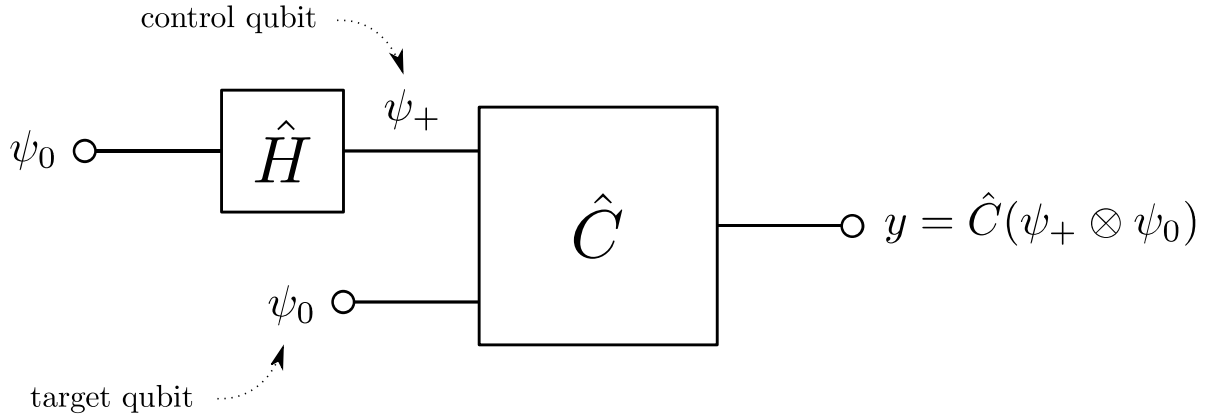 control qubit
ψ₊
ψ₀
Ĥ
Ĉ
y = Ĉ(ψ₊ ⊗ ψ₀)
ψ₀
target qubit